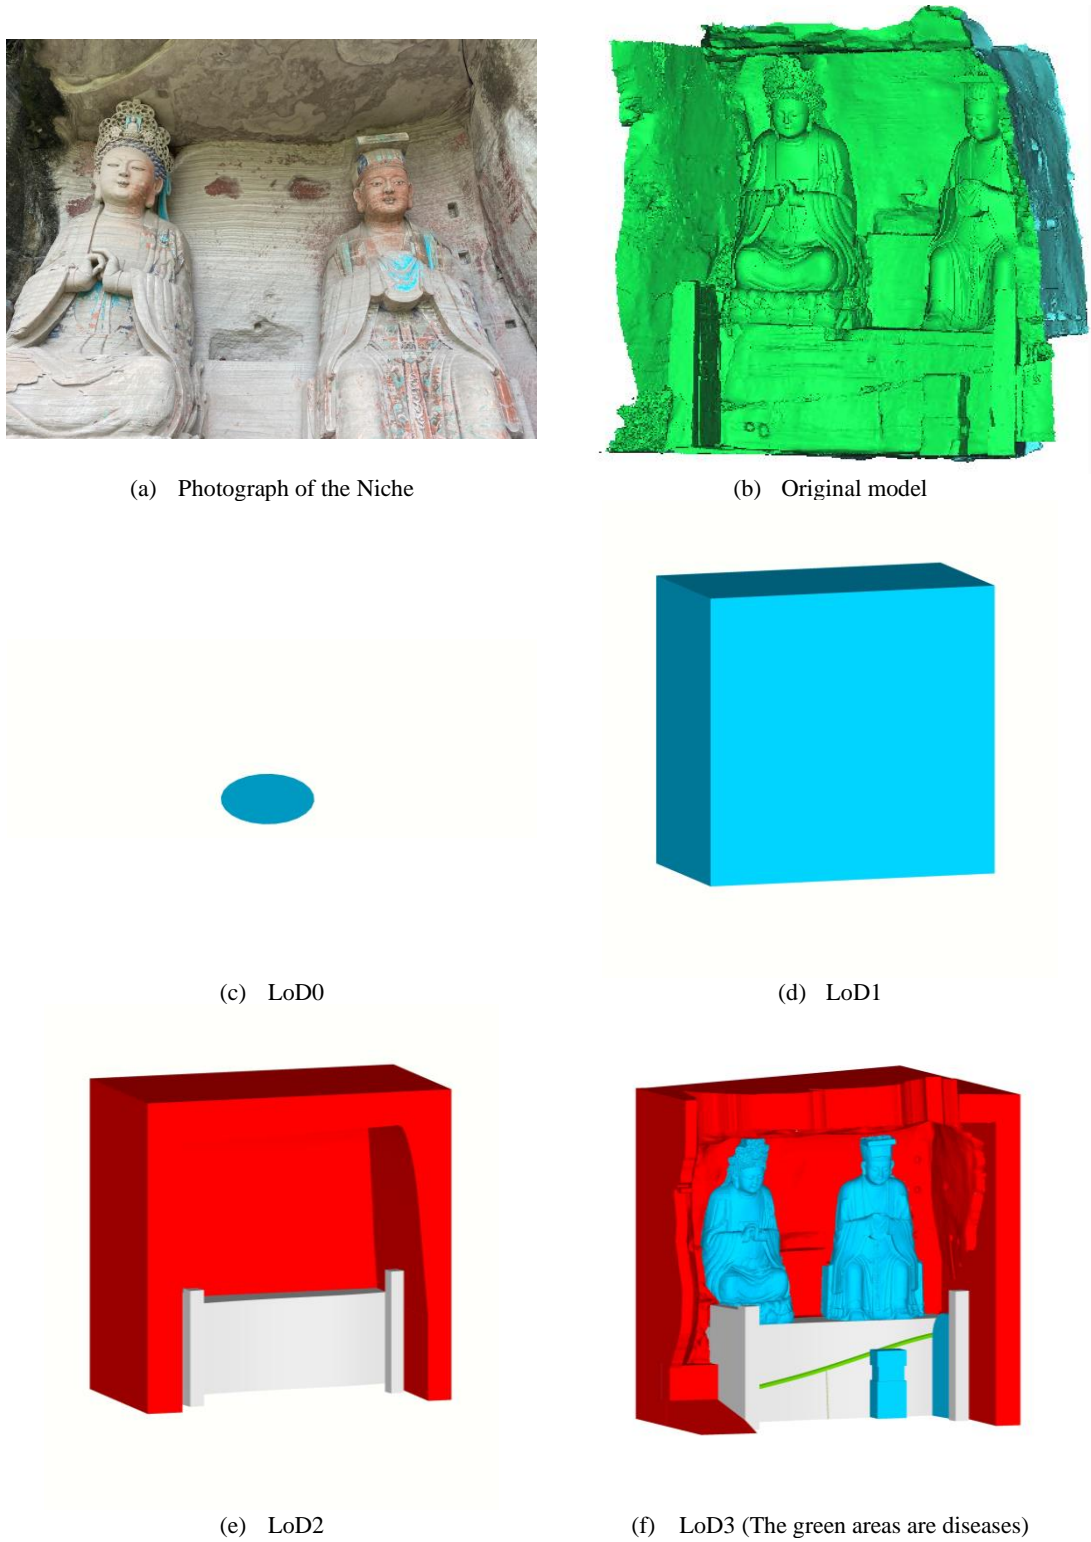 (a) Photograph of the Niche
(b) Original model
(c) LoD0
(d) LoD1
(e) LoD2
(f) LoD3 (The green areas are diseases)